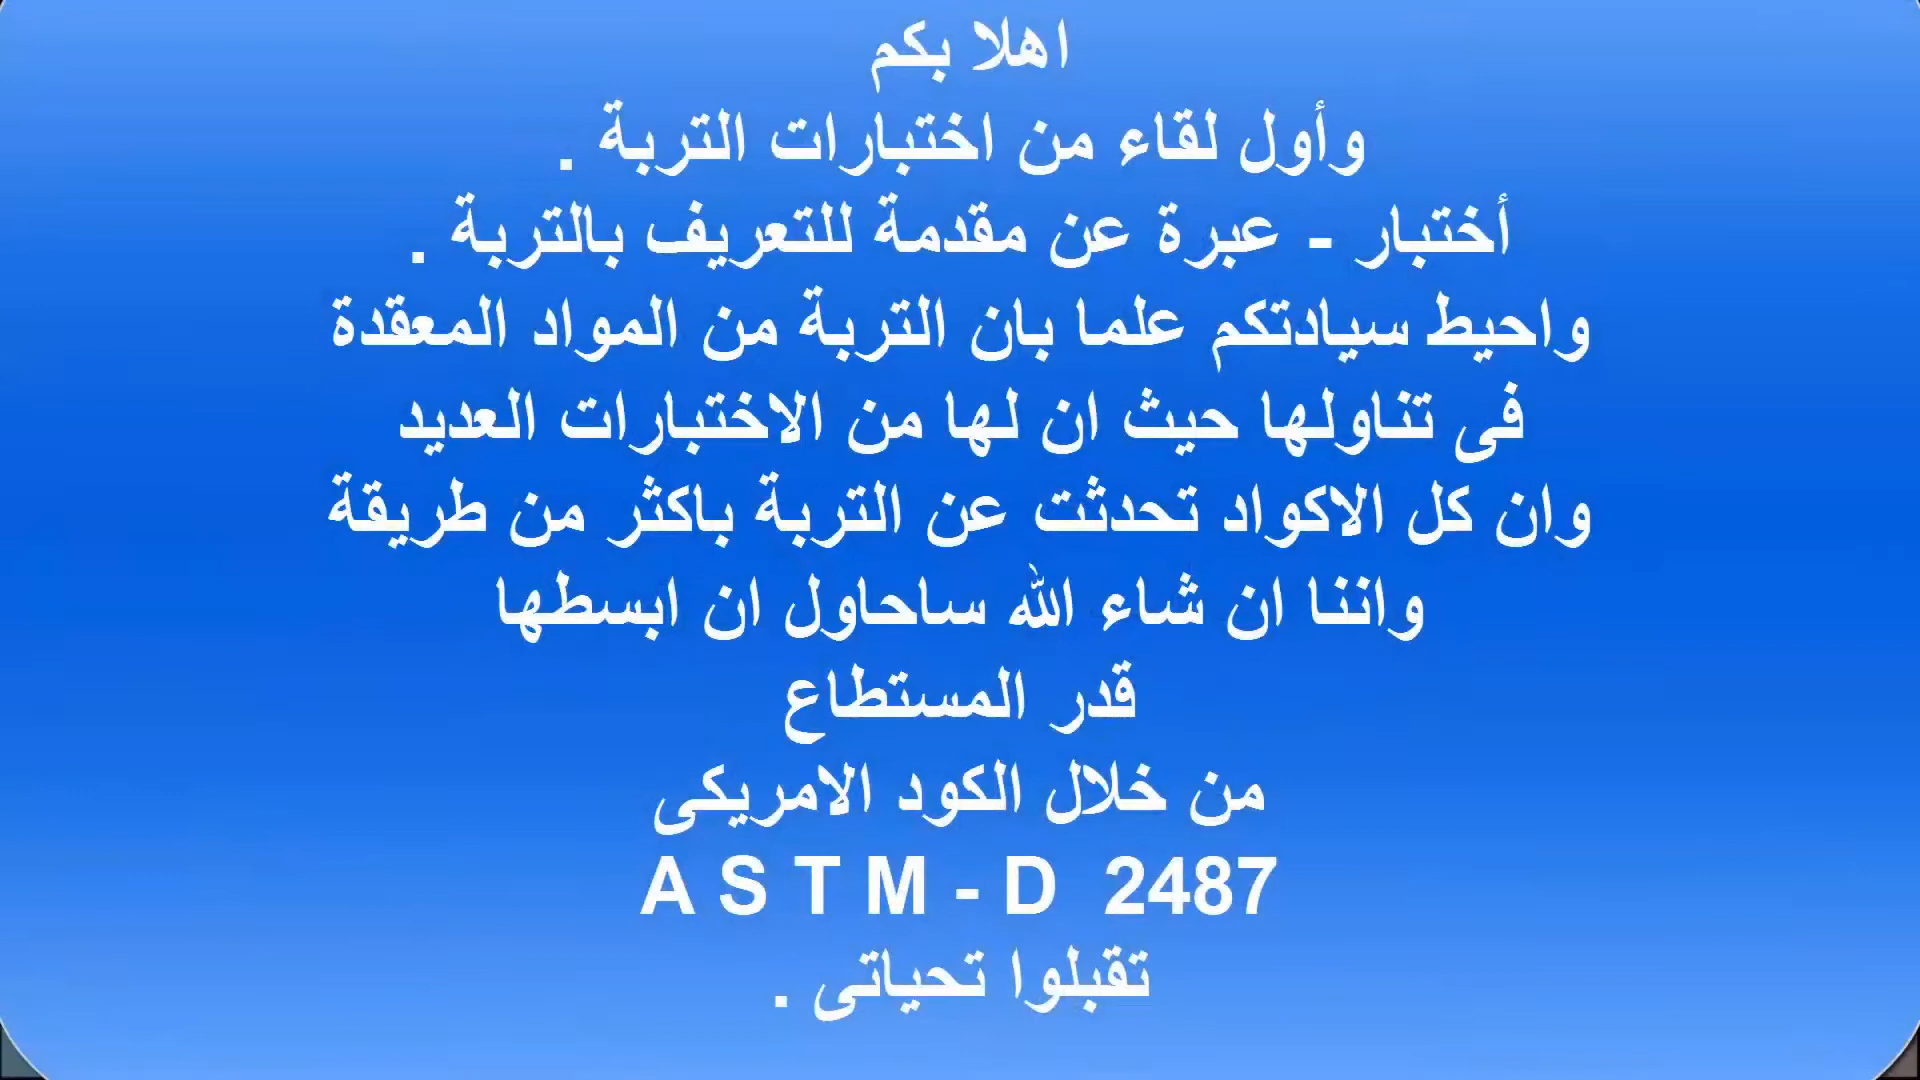 اهلا بكم
وأول لقاء من اختبارات التربة .
أختبار - عبرة عن مقدمة للتعريف بالتربة .
واحيط سيادتكم علما بان التربة من المواد المعقدة
فى تناولها حيث ان لها من الاختبارات العديد
وان كل الاكواد تحدثت عن التربة باكثر من طريقة
واننا ان شاء الله ساحاول ان ابسطها
قدر المستطاع
من خلال الكود الامريكى
A S T M - D 2487
تقبلوا تحياتى .